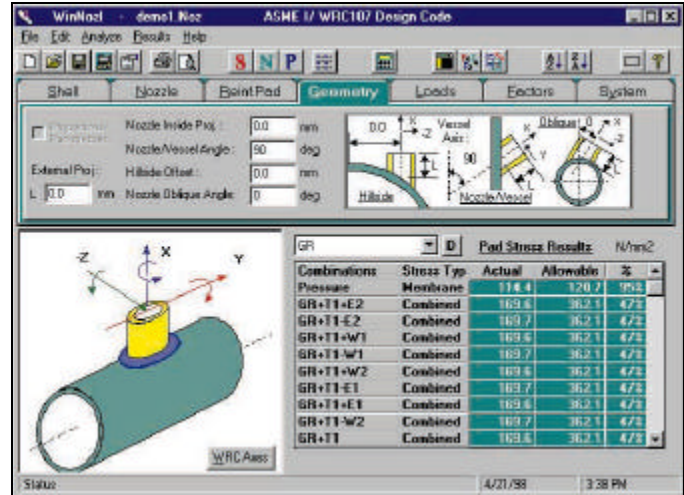 WinNozl - demo1.Noz ASME I/ WRC107 Design Code
File Edit Analyze Results Help
S N P
Shell Nozzle ReinfPad Geometry Loads Factors System
Nozzle Inside Proj.: 0.0 mm
Nozzle/Vessel Angle: 90 deg
External Proj.: Hillside Offset: 0.0 mm
L 0.0 mm Nozzle Oblique Angle: 0 deg
0.0 X -Z Vessel Axis: X Oblique: 0 X -Z
90 Y
L L L
Hillside Nozzle/Vessel
GR D Pad Stress Results N/mm2
-Z X Y
Combinations Stress Typ Actual Allowable %
Pressure Membrane 114.4 120.7 95%
GR+T1+E2 Combined 169.6 362.1 47%
GR+T1-E2 Combined 169.7 362.1 47%
GR+T1+W1 Combined 169.6 362.1 47%
GR+T1-W1 Combined 169.7 362.1 47%
GR+T1+W2 Combined 169.6 362.1 47%
GR+T1-E1 Combined 169.7 362.1 47%
GR+T1+E1 Combined 169.6 362.1 47%
GR+T1-W2 Combined 169.7 362.1 47%
GR+T1 Combined 169.6 362.1 47%
WRC Axes
Status 4/21/98 3:38 PM